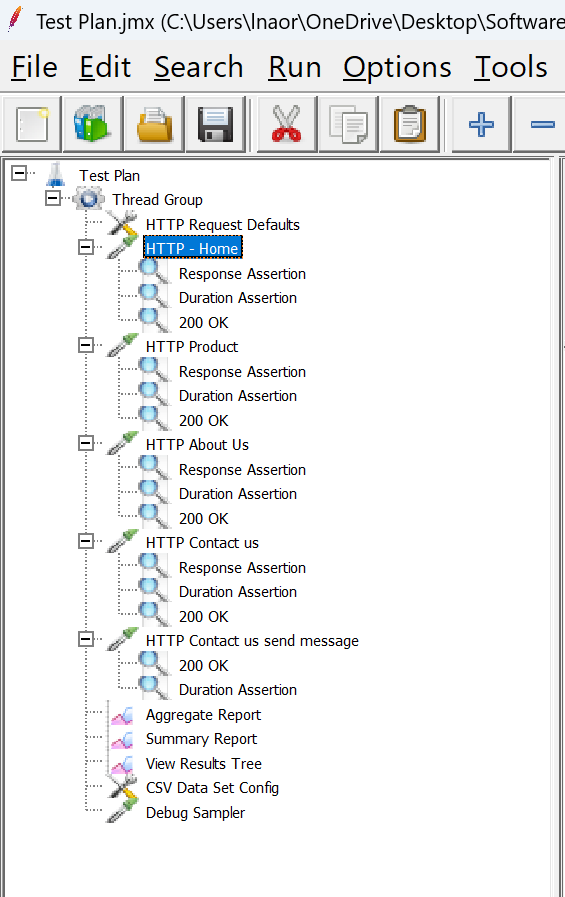 Test Plan.jmx (C:\Users\lnaor\OneDrive\Desktop\Software
File Edit Search Run Options Tools
Test Plan
Thread Group
HTTP Request Defaults
HTTP - Home
Response Assertion
Duration Assertion
200 OK
HTTP Product
Response Assertion
Duration Assertion
200 OK
HTTP About Us
Response Assertion
Duration Assertion
200 OK
HTTP Contact us
Response Assertion
Duration Assertion
200 OK
HTTP Contact us send message
200 OK
Duration Assertion
Aggregate Report
Summary Report
View Results Tree
CSV Data Set Config
Debug Sampler